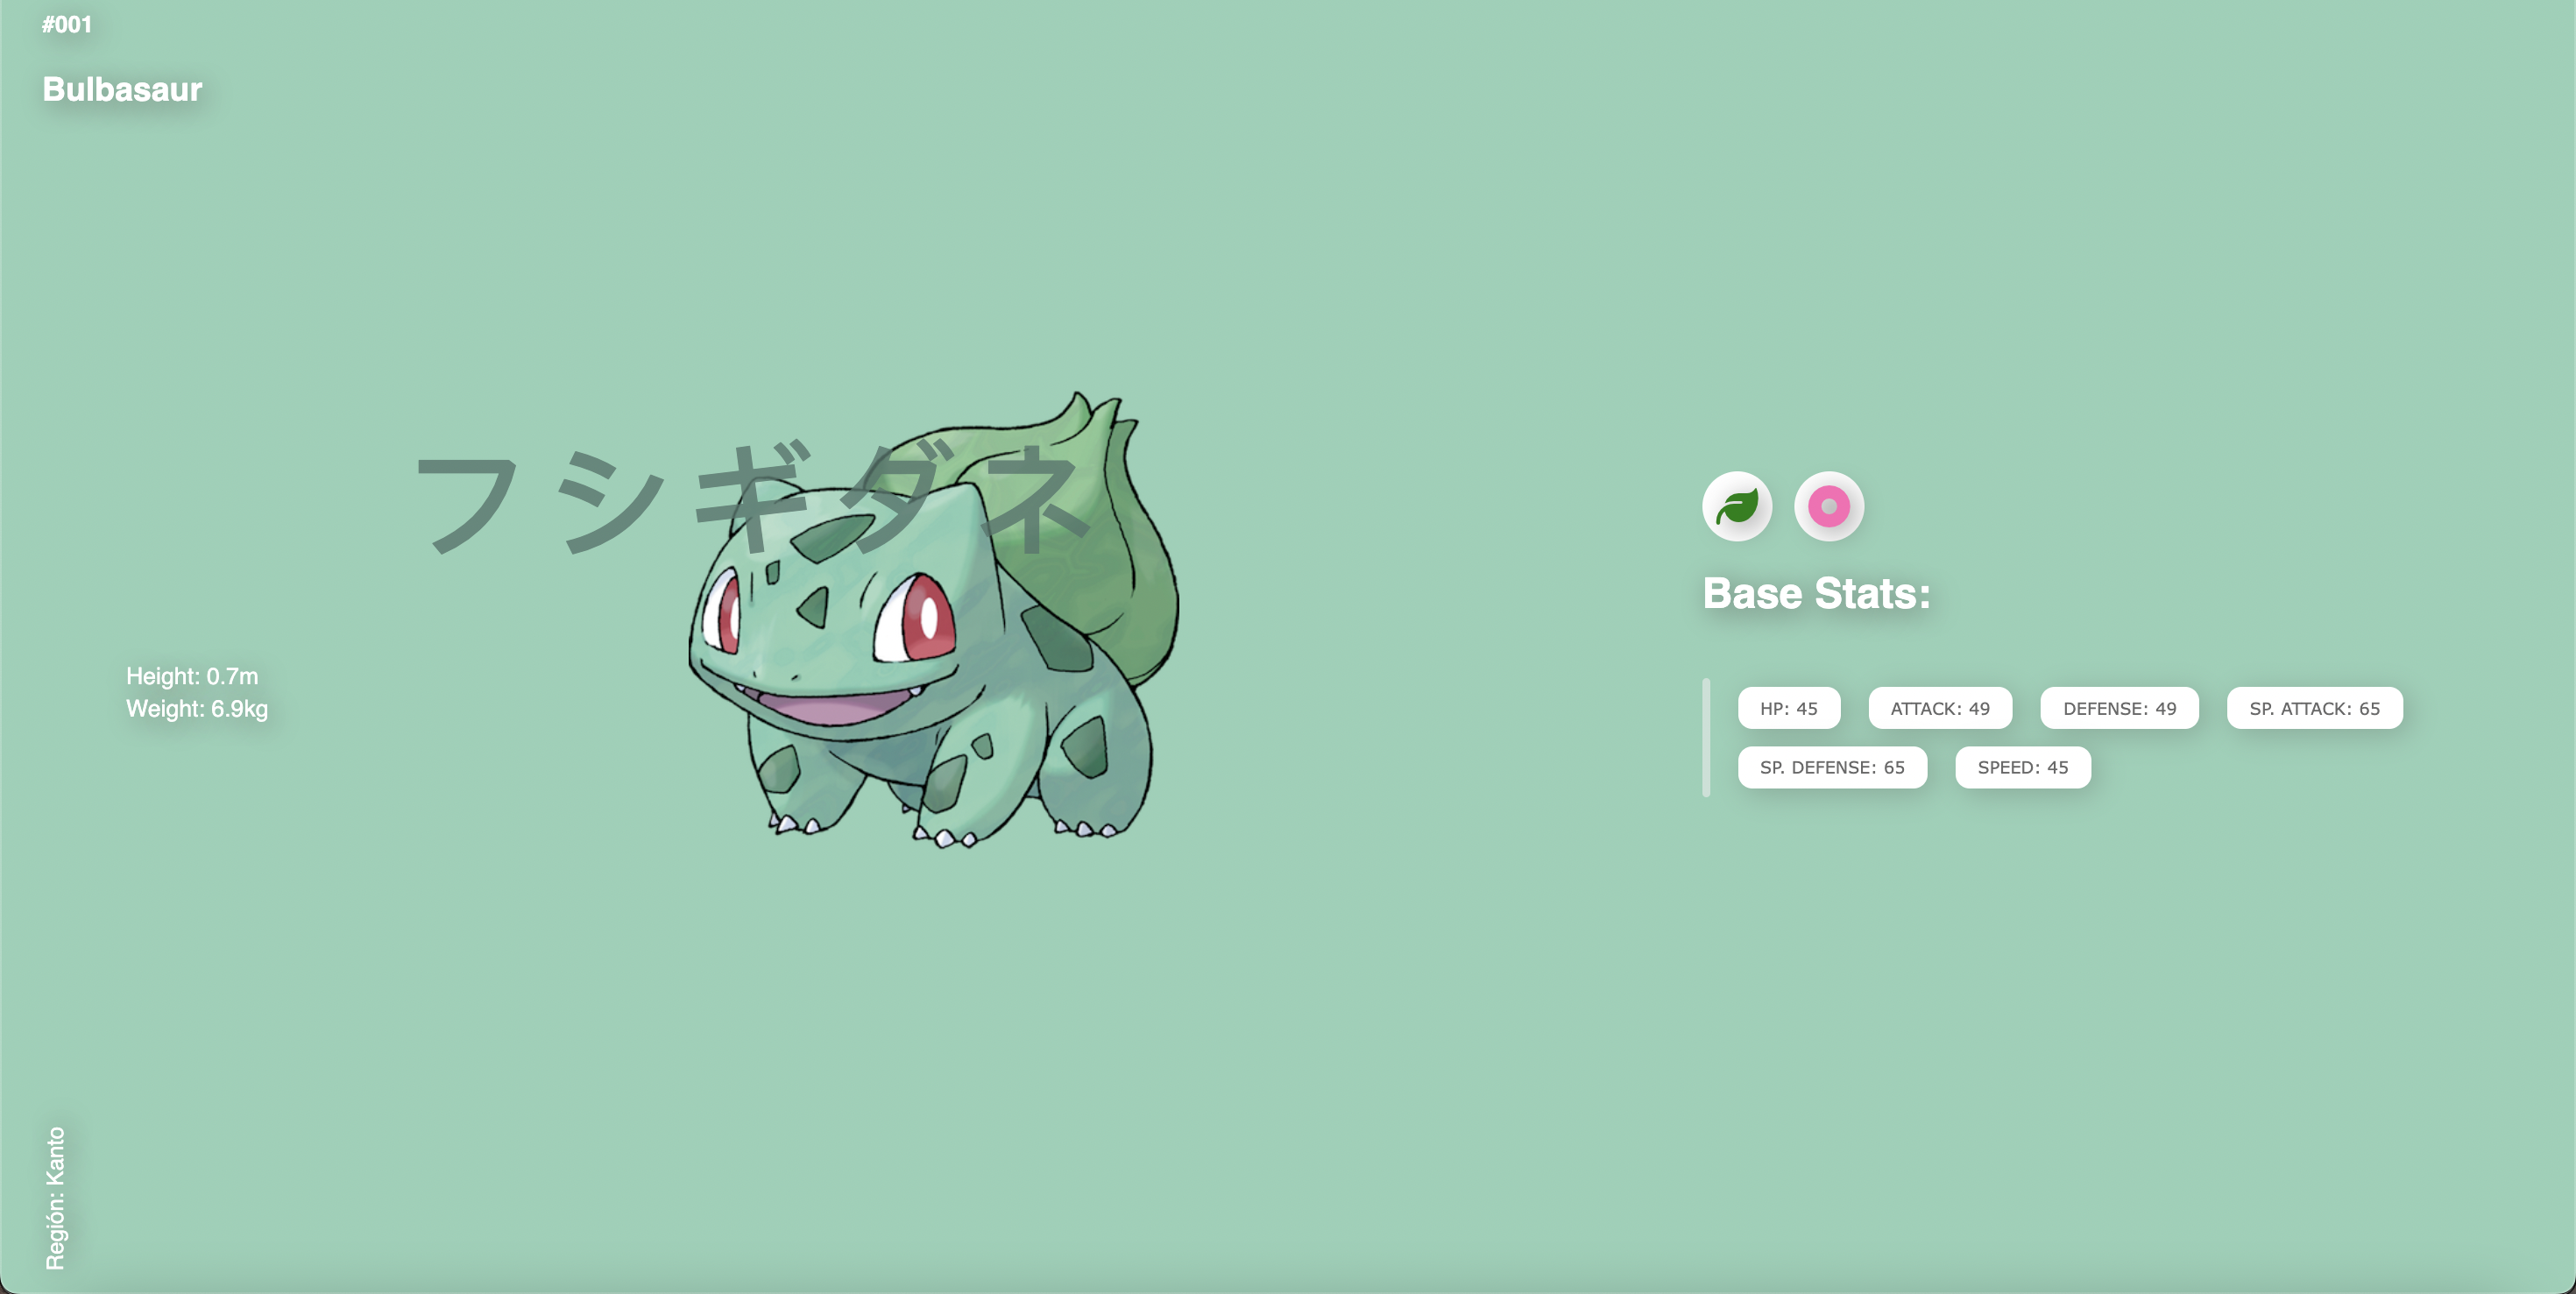 #001
Bulbasaur
フシギダネ
Height: 0.7m
Weight: 6.9kg
Base Stats:
HP: 45
ATTACK: 49
DEFENSE: 49
SP. ATTACK: 65
SP. DEFENSE: 65
SPEED: 45
Región: Kanto